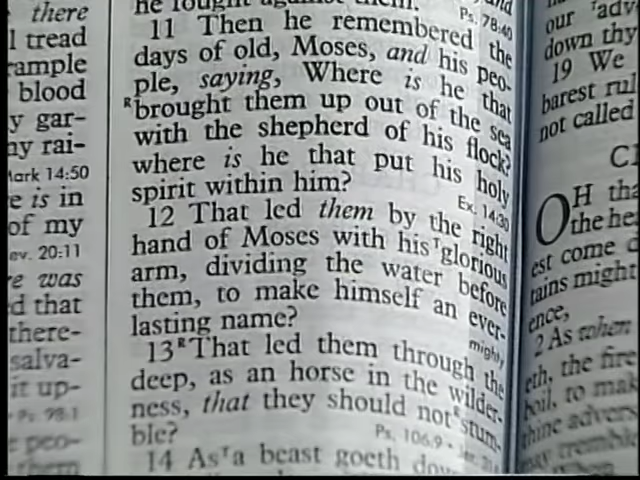 there
I tread
ample
blood
y gar-
ny rai-
Mark 14:50
e is in
of my
ev. 20:11
e was
d that
there-
salva-
it up-
Ps. 98:1
peo-
them
he fought against them.
Ps. 78:40
11 Then he remembered the
days of old, Moses, and his peo-
ple, saying, Where is he that
R brought them up out of the sea
with the shepherd of his flock?
where is he that put his holy
spirit within him?
Ex. 14:30
12 That led them by the right
hand of Moses with his T glorious
arm, dividing the water before
them, to make himself an ever-
lasting name?
mighty
13 R That led them through the
deep, as an horse in the wilder-
ness, that they should not R stum-
ble?
Ps. 106.9
14 As T a beast goeth down
our T adv
down thy
19 We
barest rul
not called
C
OH tha
the he
est come d
tains might
ence,
2 As when
eth, the fire
boil, to mak
thine advers
may tremble